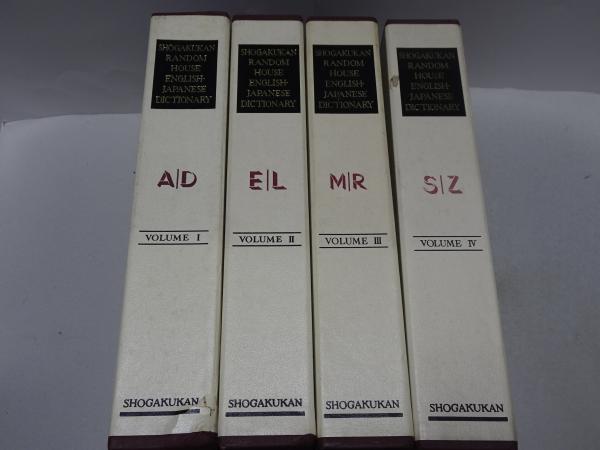 SHOGAKUKAN
RANDOM
HOUSE
ENGLISH-
JAPANESE
DICTIONARY
A|D
VOLUME I
SHOGAKUKAN
SHOGAKUKAN
RANDOM
HOUSE
ENGLISH-
JAPANESE
DICTIONARY
E|L
VOLUME II
SHOGAKUKAN
SHOGAKUKAN
RANDOM
HOUSE
ENGLISH-
JAPANESE
DICTIONARY
M|R
VOLUME III
SHOGAKUKAN
SHOGAKUKAN
RANDOM
HOUSE
ENGLISH-
JAPANESE
DICTIONARY
S|Z
VOLUME IV
SHOGAKUKAN